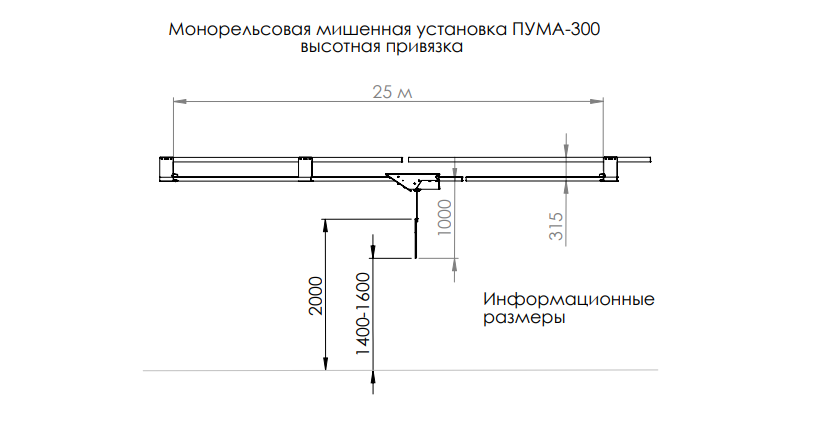 Монорельсовая мишенная установка ПУМА-300
высотная привязка
25 м
1000
315
2000
1400-1600
Информационные
размеры